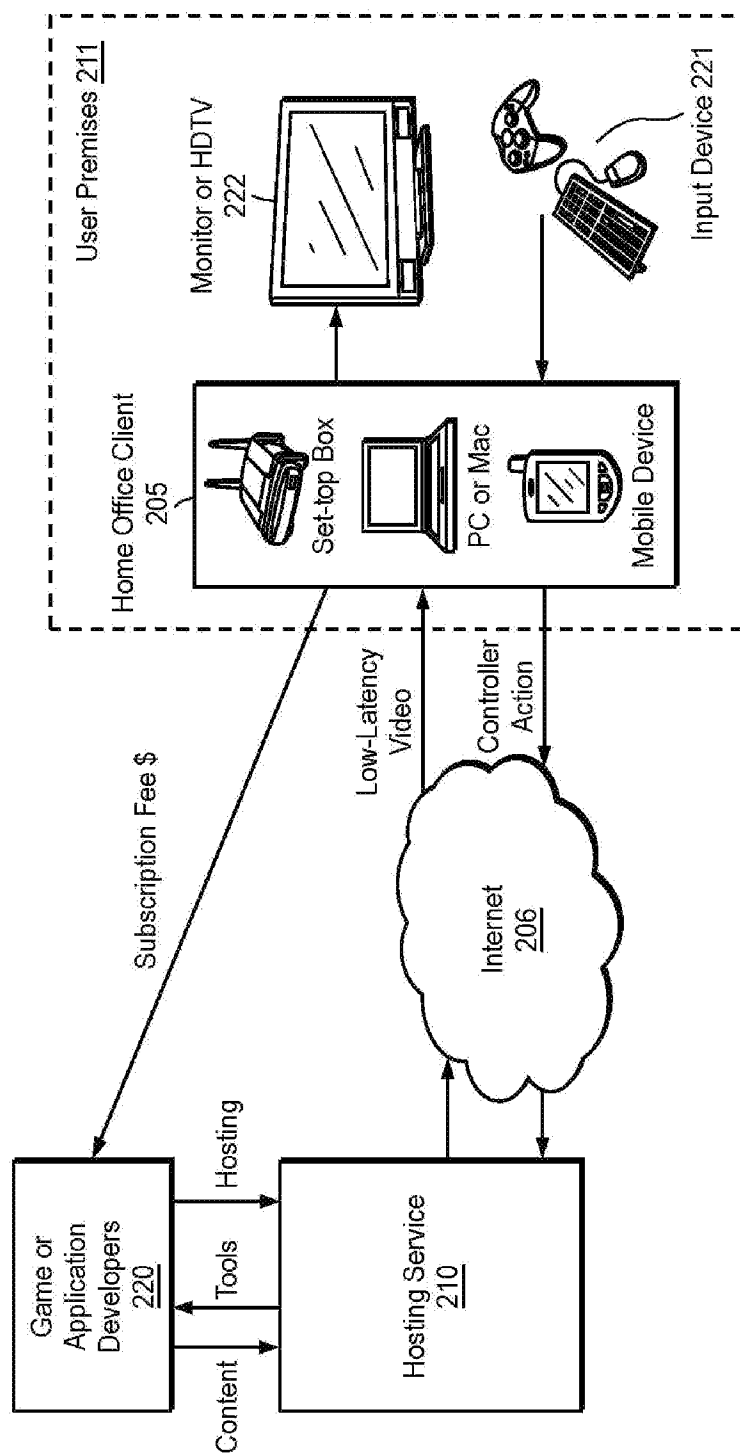 Game or
Application
Developers
220
Content
Tools
Hosting
Hosting Service
210
Subscription Fee $
Internet
206
Low-Latency
Video
Controller
Action
User Premises 211
Home Office Client
205
Set-top Box
PC or Mac
Mobile Device
Monitor or HDTV
222
Input Device 221